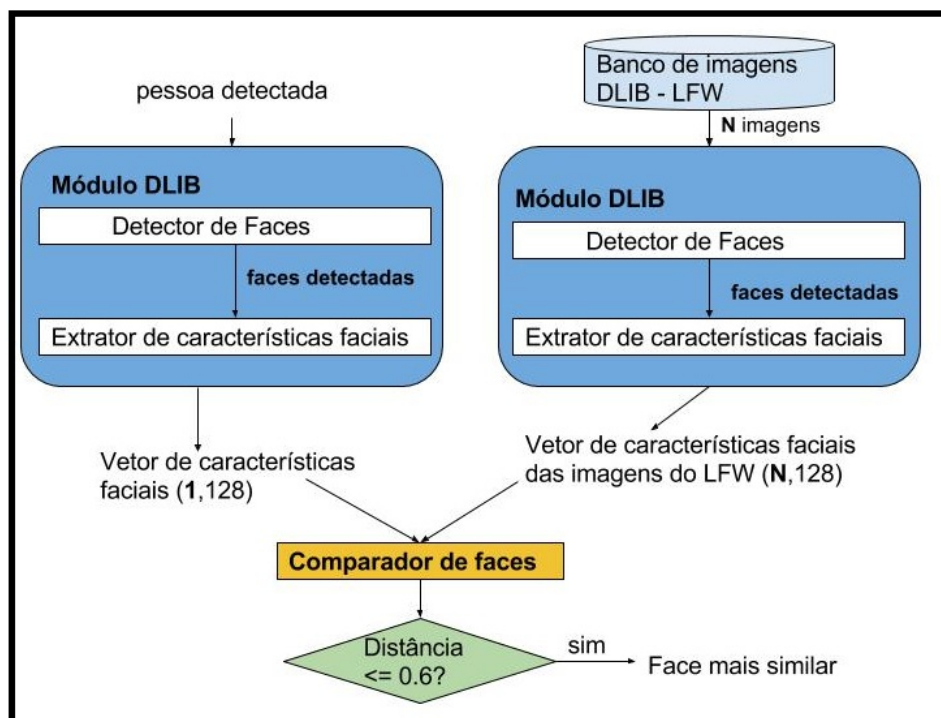 pessoa detectada
Módulo DLIB
Detector de Faces
faces detectadas
Extrator de características faciais
Vetor de características
faciais (1,128)
Banco de imagens
DLIB - LFW
N imagens
Módulo DLIB
Detector de Faces
faces detectadas
Extrator de características faciais
Vetor de características faciais
das imagens do LFW (N,128)
Comparador de faces
Distância
<= 0.6?
sim
Face mais similar